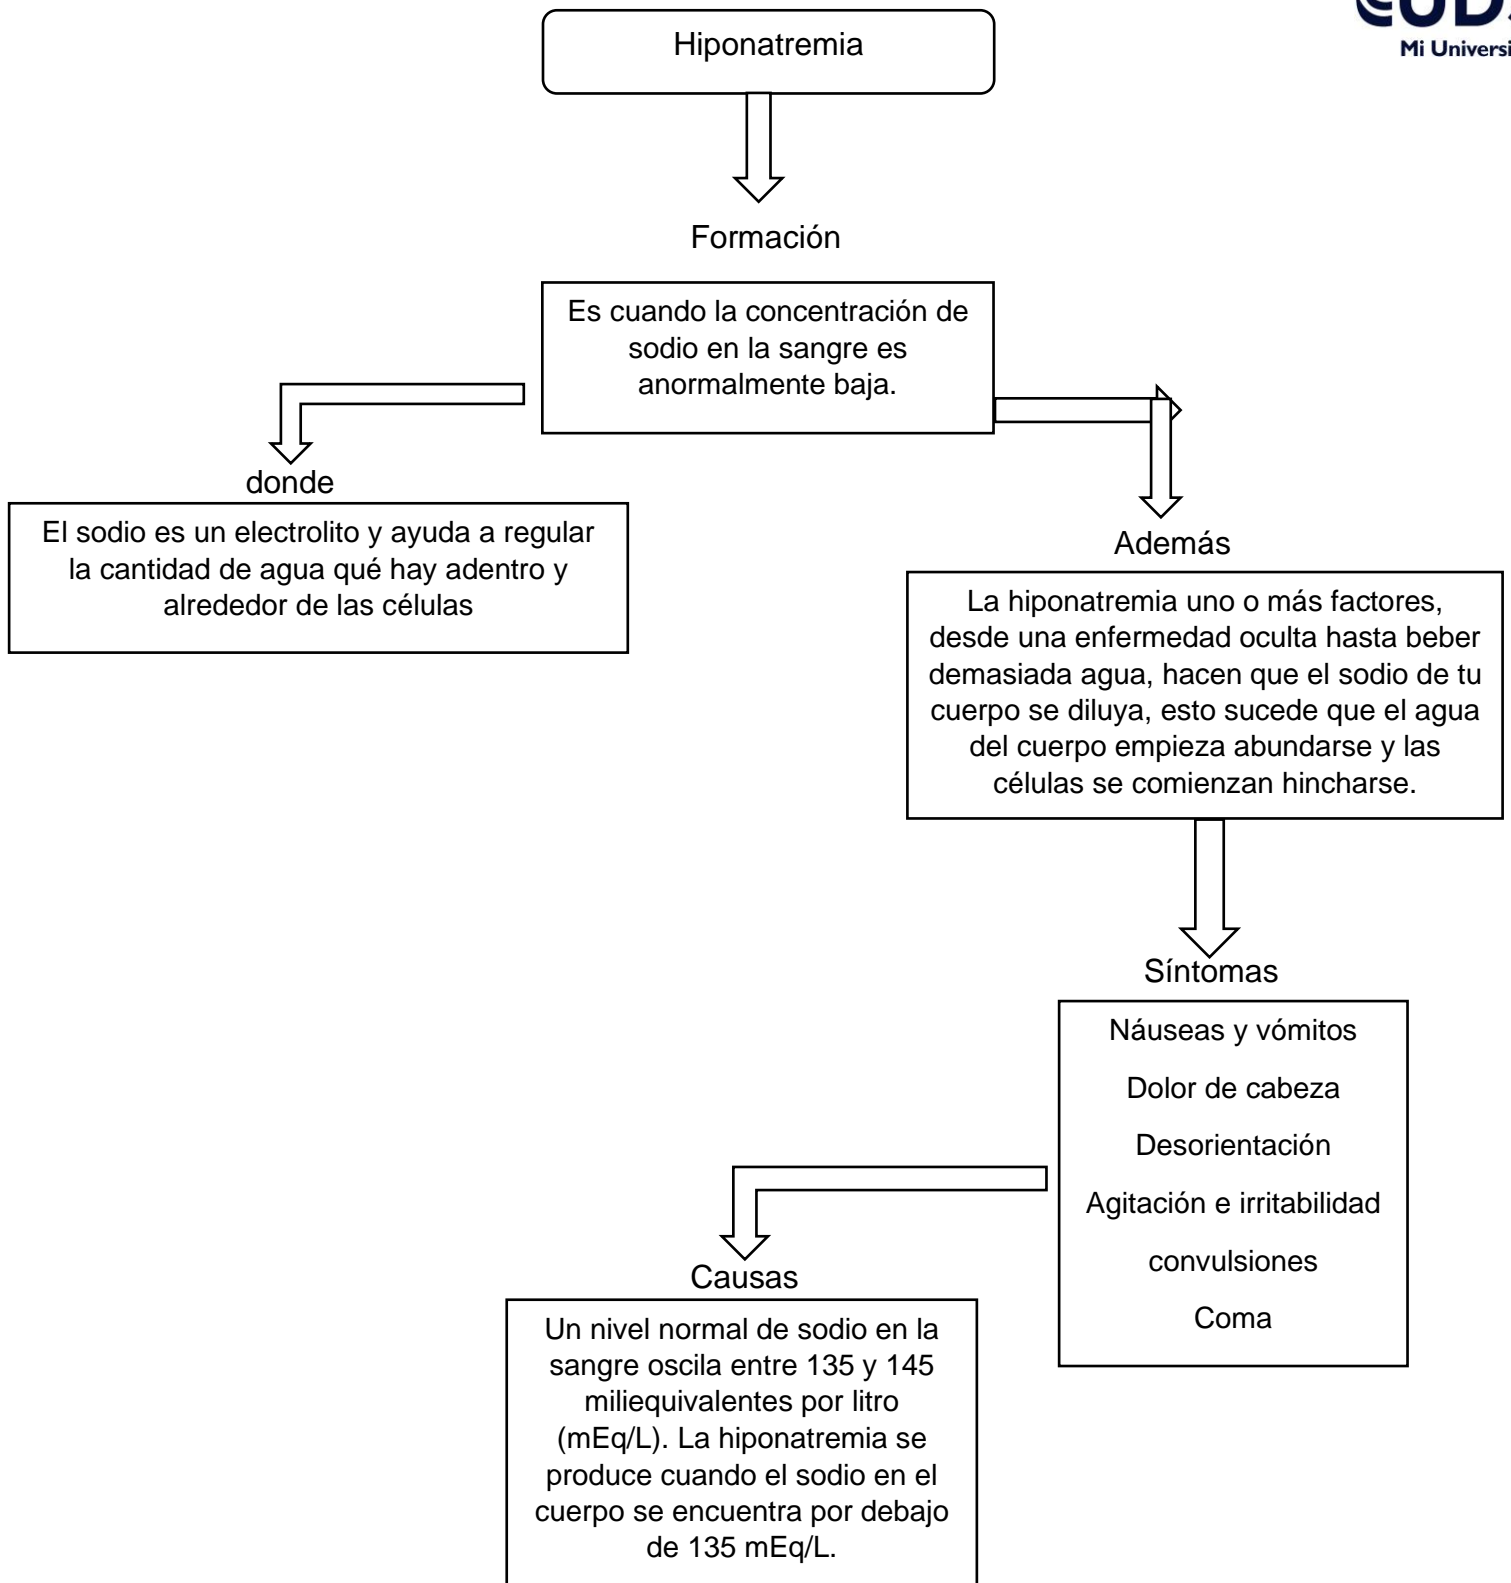 Mi Universi
Hiponatremia
Formación
Es cuando la concentración de
sodio en la sangre es
anormalmente baja.
donde
El sodio es un electrolito y ayuda a regular
la cantidad de agua qué hay adentro y
alrededor de las células
Además
La hiponatremia uno o más factores,
desde una enfermedad oculta hasta beber
demasiada agua, hacen que el sodio de tu
cuerpo se diluya, esto sucede que el agua
del cuerpo empieza abundarse y las
células se comienzan hincharse.
Síntomas
Náuseas y vómitos
Dolor de cabeza
Desorientación
Agitación e irritabilidad
convulsiones
Coma
Causas
Un nivel normal de sodio en la
sangre oscila entre 135 y 145
miliequivalentes por litro
(mEq/L). La hiponatremia se
produce cuando el sodio en el
cuerpo se encuentra por debajo
de 135 mEq/L.